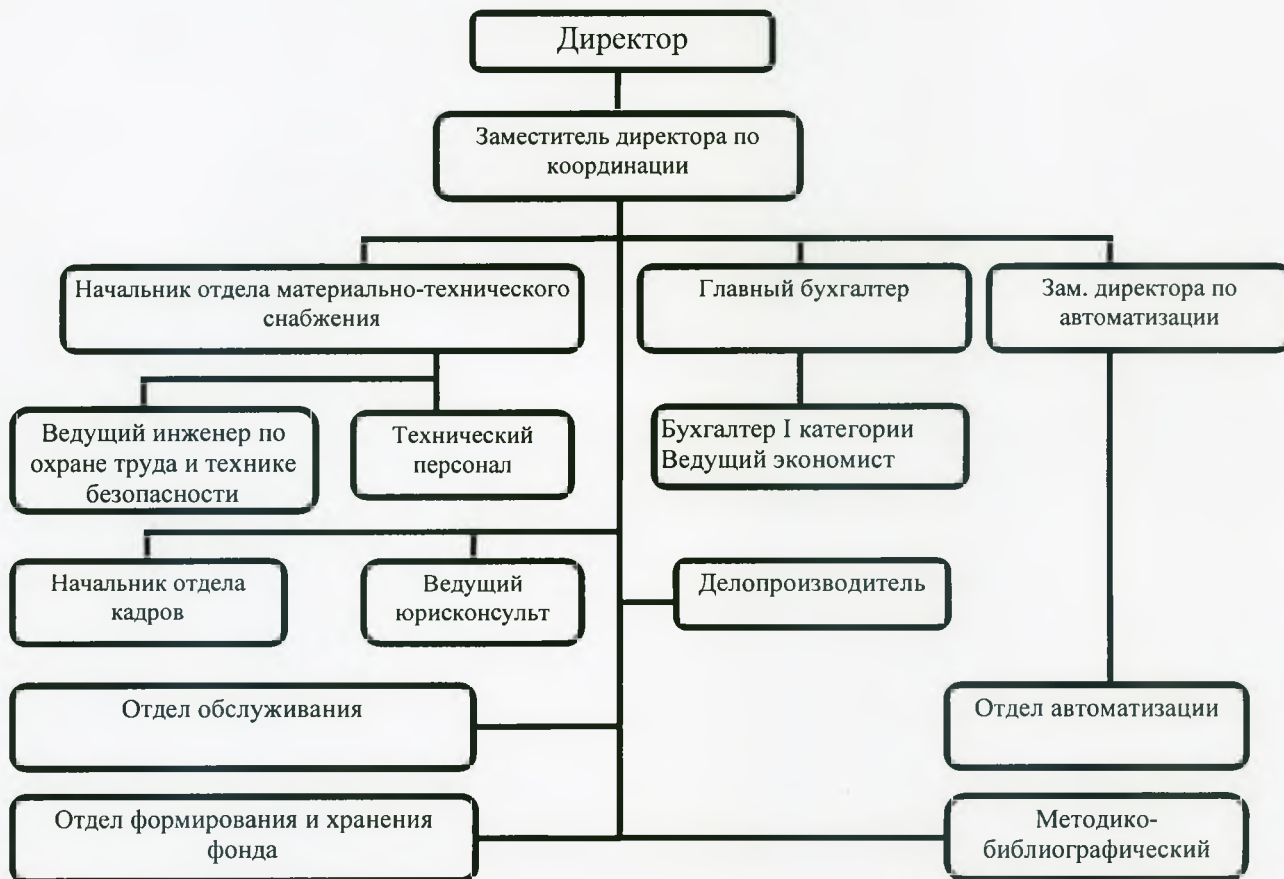 Директор
Заместитель директора по
координации
Начальник отдела материально-технического
снабжения
Главный бухгалтер
Зам. директора по
автоматизации
Ведущий инженер по
охране труда и технике
безопасности
Технический
персонал
Бухгалтер I категории
Ведущий экономист
Начальник отдела
кадров
Ведущий
юрисконсульт
Делопроизводитель
Отдел обслуживания
Отдел автоматизации
Отдел формирования и хранения
фонда
Методико-
библиографический